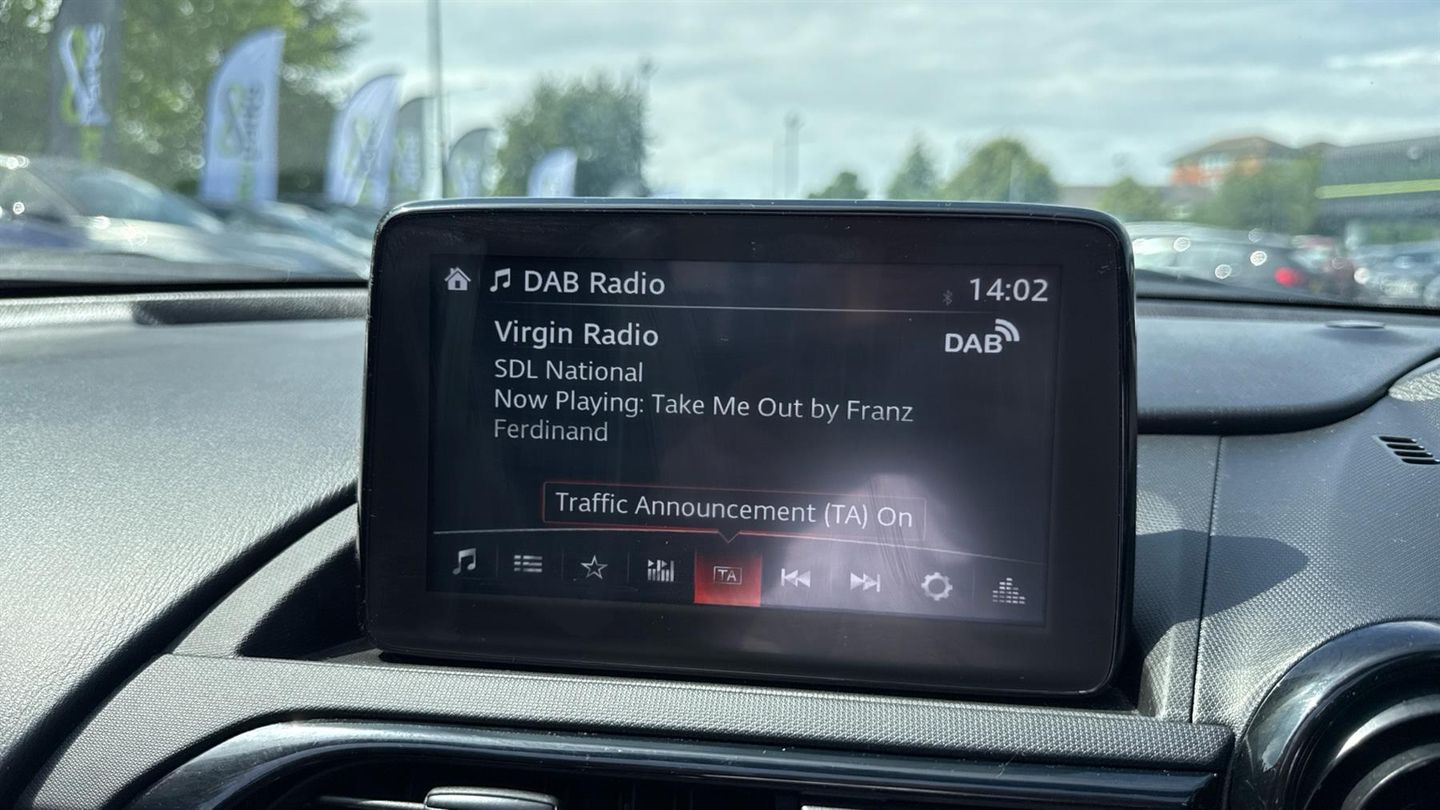 DAB Radio
14:02
Virgin Radio
DAB
SDL National
Now Playing: Take Me Out by Franz
Ferdinand
Traffic Announcement (TA) On
TA